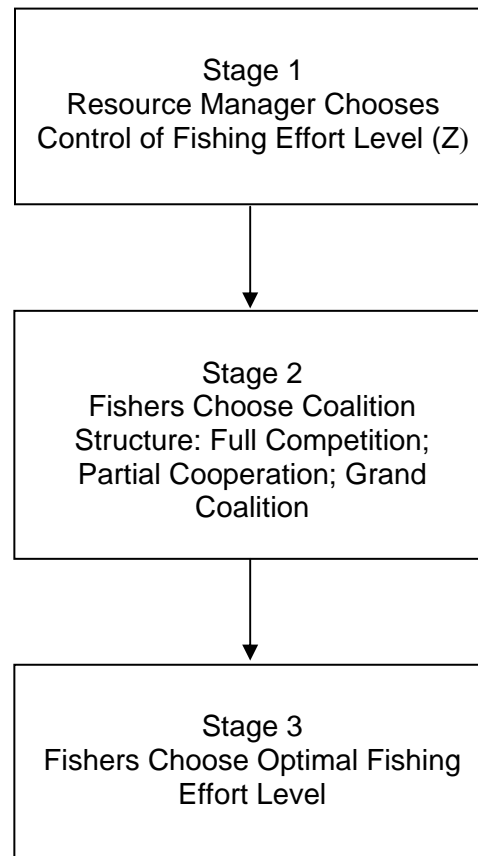 Stage 1
Resource Manager Chooses
Control of Fishing Effort Level (Z)
Stage 2
Fishers Choose Coalition
Structure: Full Competition;
Partial Cooperation; Grand
Coalition
Stage 3
Fishers Choose Optimal Fishing
Effort Level